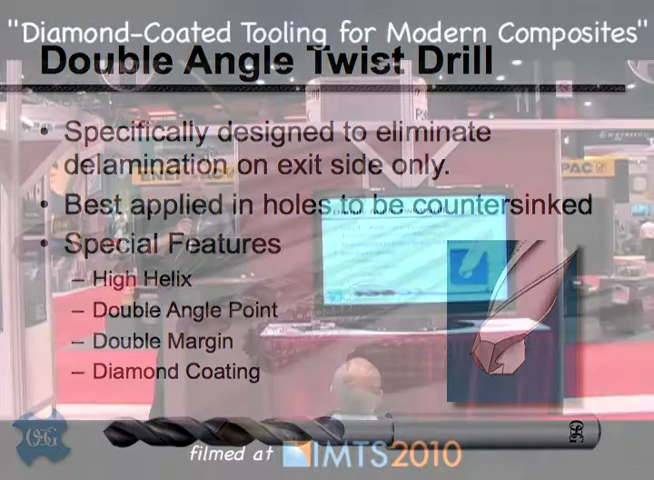 "Diamond-Coated Tooling for Modern Composites"
Double Angle Twist Drill
• Specifically designed to eliminate
delamination on exit side only.
• Best applied in holes to be countersinked
• Special Features
– High Helix
– Double Angle Point
– Double Margin
– Diamond Coating
OSG
OSG
filmed at IMTS2010